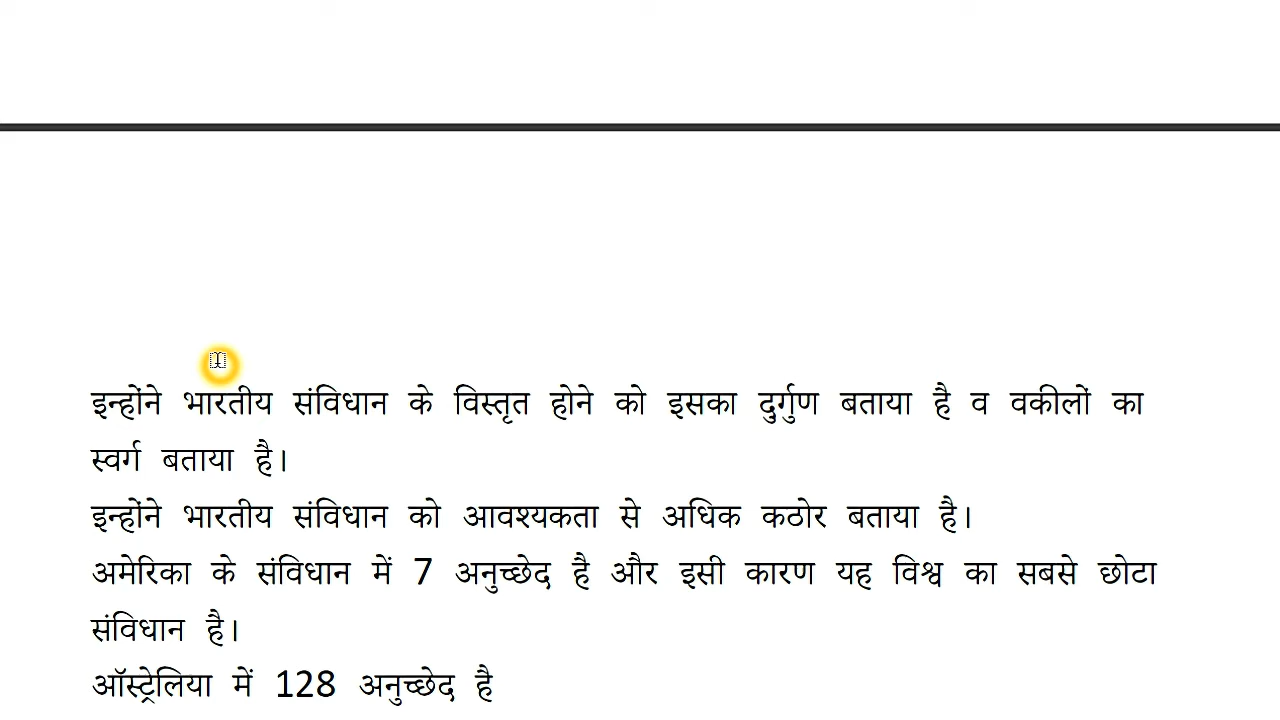 इन्होंने भारतीय संविधान के विस्तृत होने को इसका दुर्गुण बताया है व वकीलों का
स्वर्ग बताया है।
इन्होंने भारतीय संविधान को आवश्यकता से अधिक कठोर बताया है।
अमेरिका के संविधान में 7 अनुच्छेद है और इसी कारण यह विश्व का सबसे छोटा
संविधान है।
ऑस्ट्रेलिया में 128 अनुच्छेद है